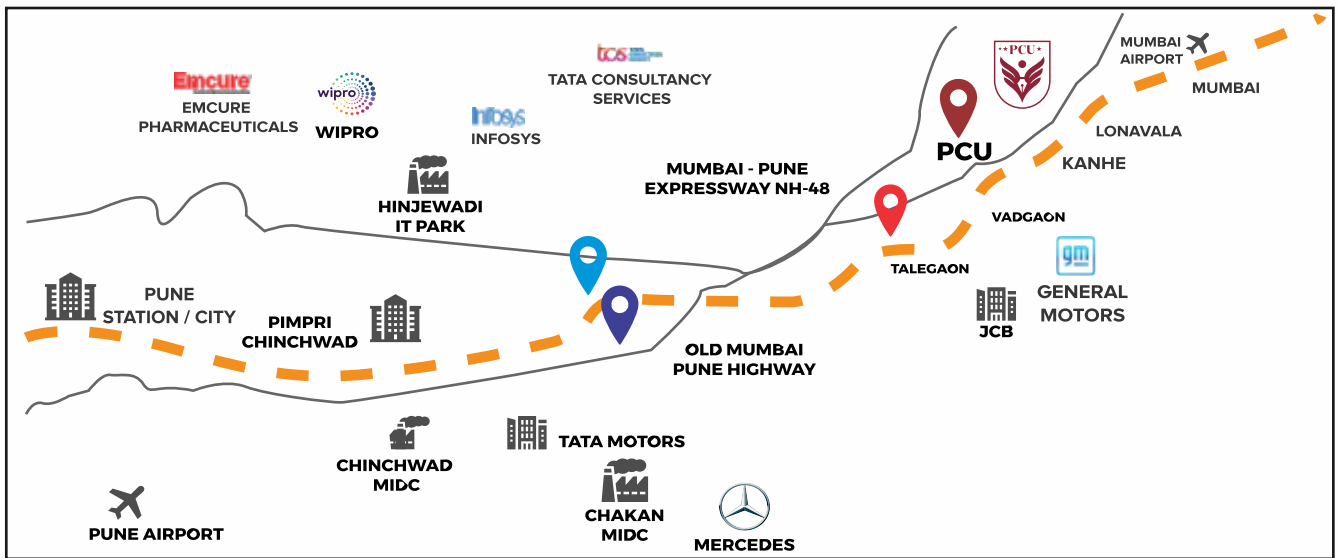 Emcure
EMCURE
PHARMACEUTICALS
wipro
WIPRO
Infosys
INFOSYS
tcs
TATA CONSULTANCY
SERVICES
HINJEWADI
IT PARK
MUMBAI - PUNE
EXPRESSWAY NH-48
PCU
PCU
MUMBAI
AIRPORT
MUMBAI
LONAVALA
KANHE
VADGAON
TALEGAON
gm
GENERAL
MOTORS
JCB
PUNE
STATION / CITY
PIMPRI
CHINCHWAD
OLD MUMBAI
PUNE HIGHWAY
CHINCHWAD
MIDC
TATA MOTORS
CHAKAN
MIDC
MERCEDES
PUNE AIRPORT